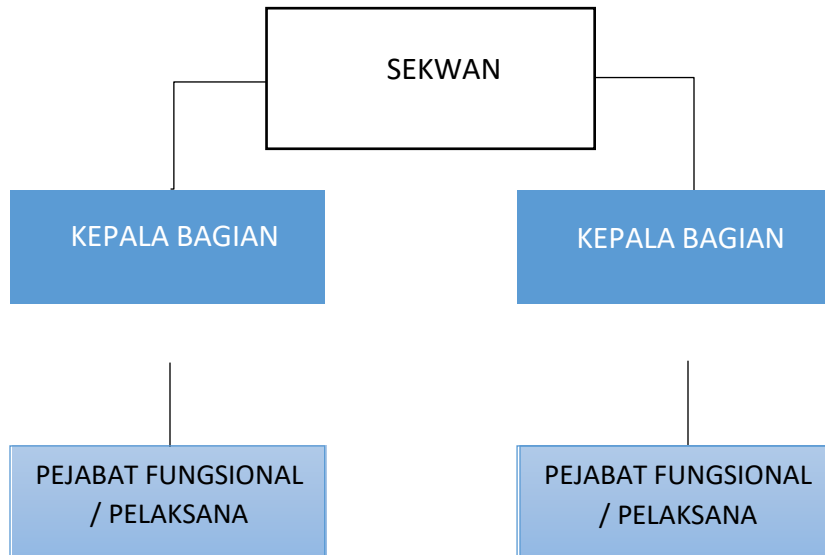 SEKWAN
KEPALA BAGIAN
KEPALA BAGIAN
PEJABAT FUNGSIONAL
/ PELAKSANA
PEJABAT FUNGSIONAL
/ PELAKSANA